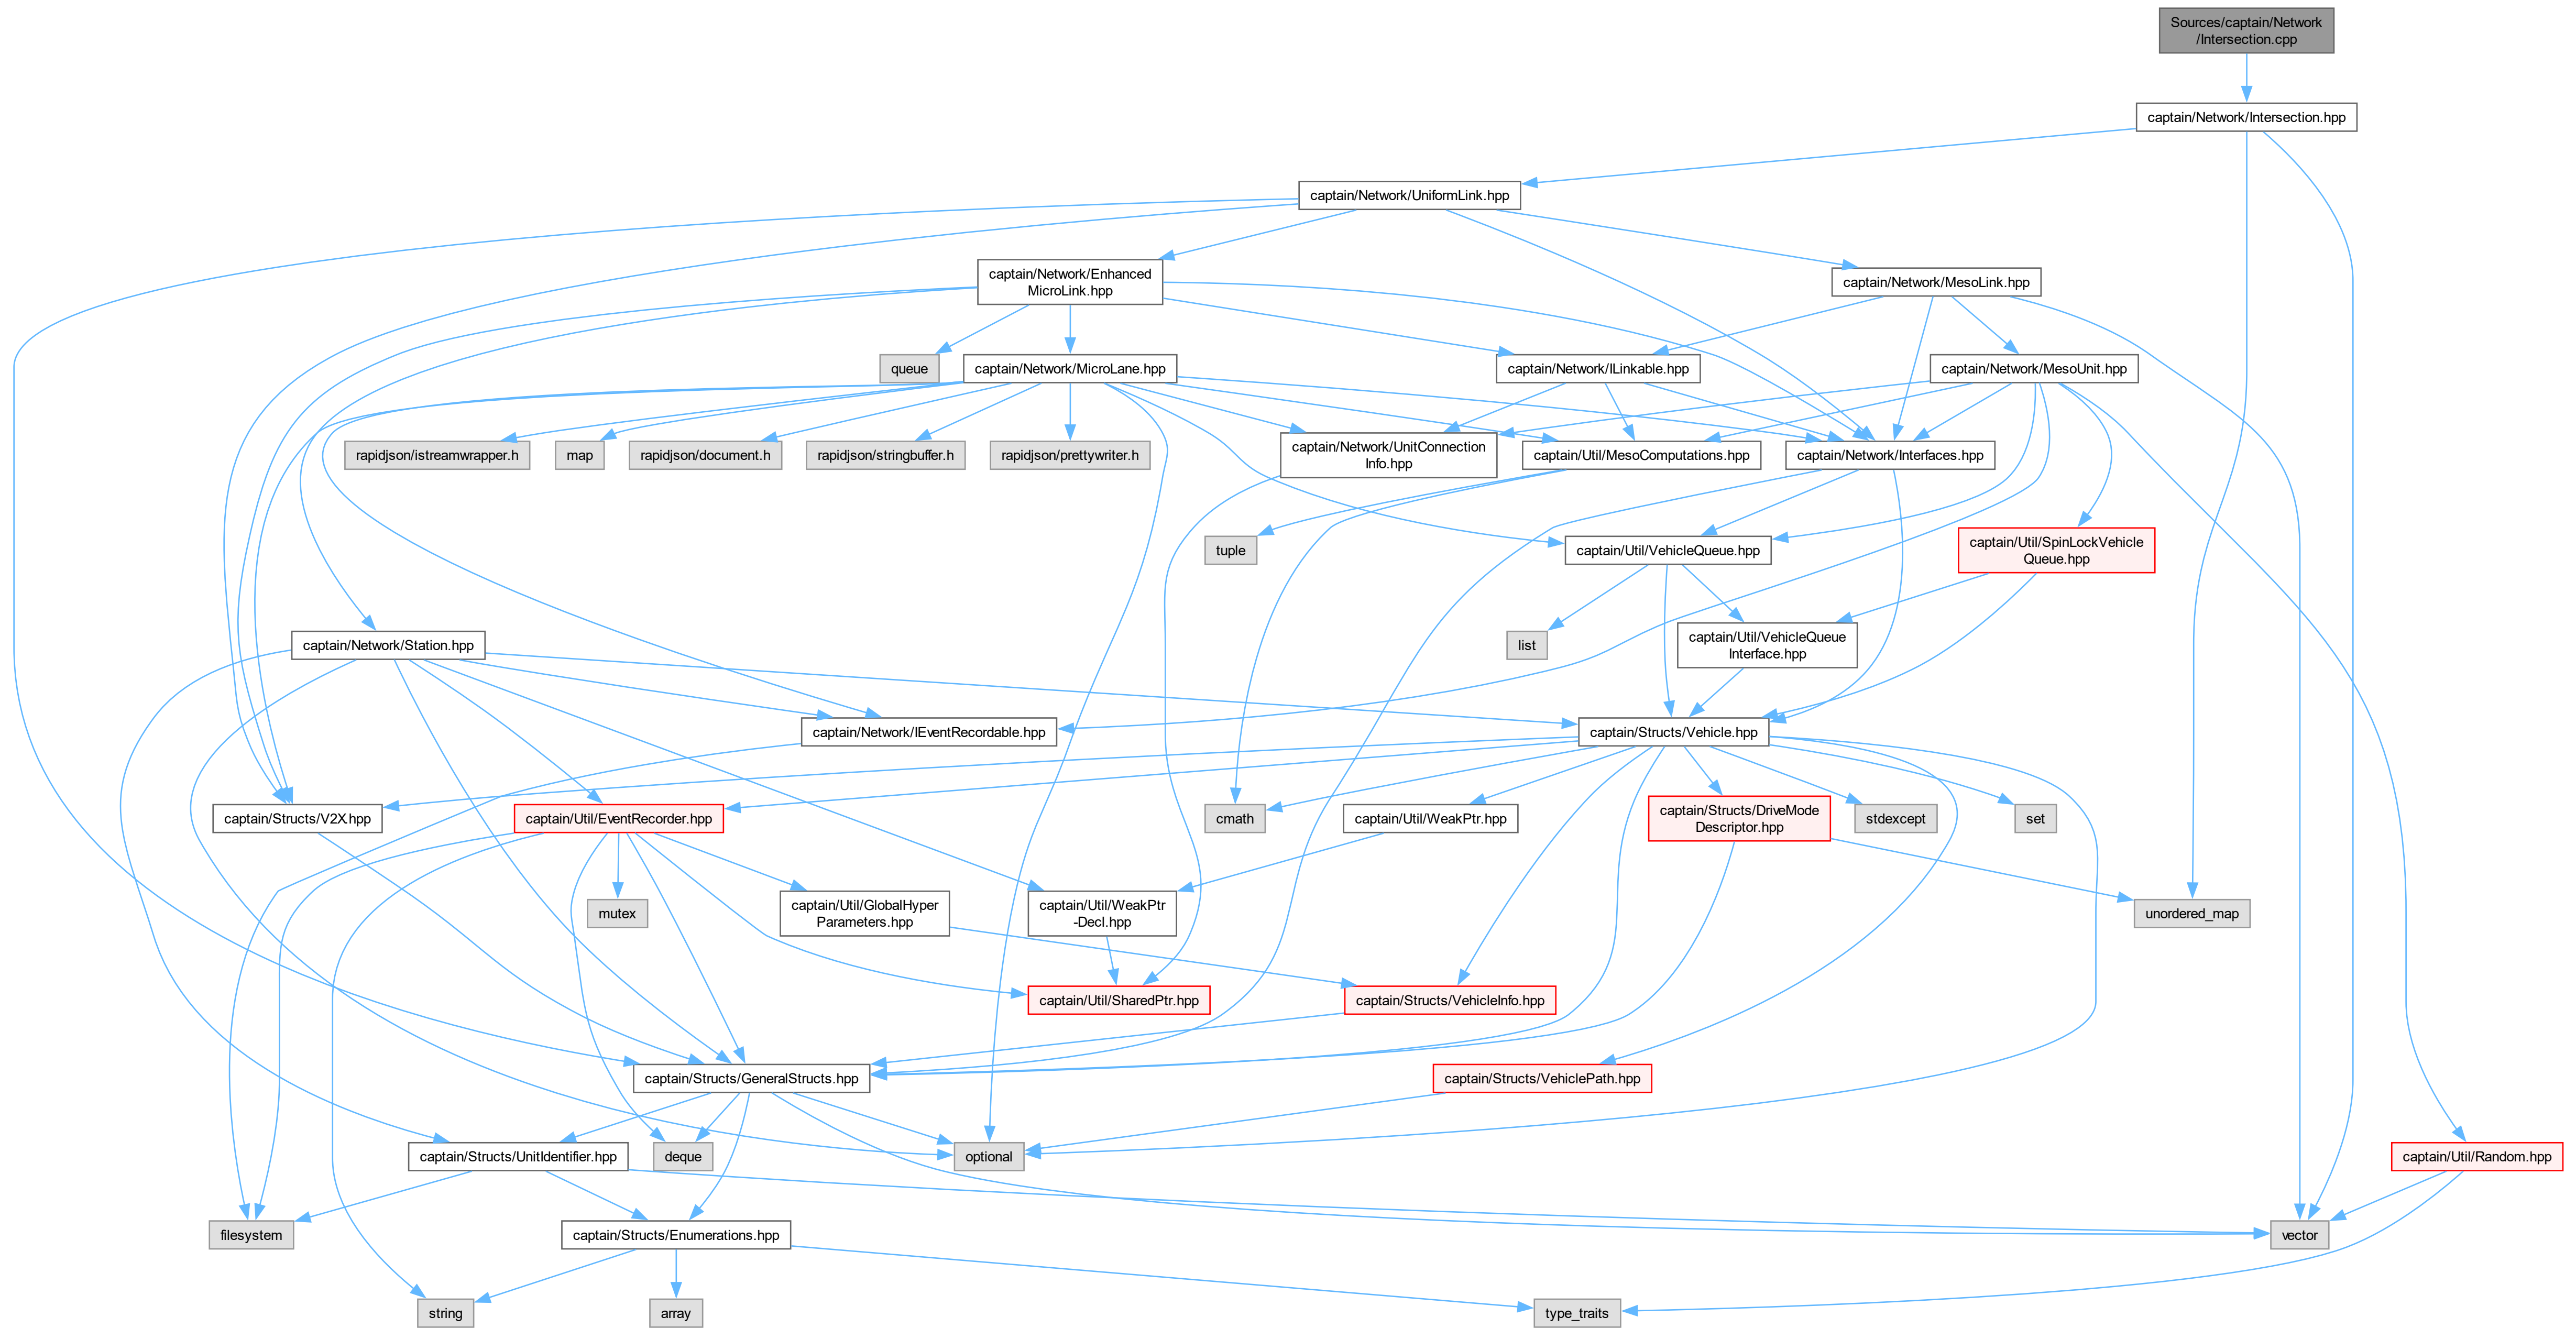 Sources/captain/Network
/Intersection.cpp
captain/Network/Intersection.hpp
captain/Network/UniformLink.hpp
captain/Network/Enhanced
MicroLink.hpp
captain/Network/MesoLink.hpp
queue
captain/Network/MicroLane.hpp
captain/Network/ILinkable.hpp
captain/Network/MesoUnit.hpp
rapidjson/istreamwrapper.h
map
rapidjson/document.h
rapidjson/stringbuffer.h
rapidjson/prettywriter.h
captain/Network/UnitConnection
Info.hpp
captain/Util/MesoComputations.hpp
captain/Network/Interfaces.hpp
tuple
captain/Util/VehicleQueue.hpp
captain/Util/SpinLockVehicle
Queue.hpp
captain/Network/Station.hpp
list
captain/Util/VehicleQueue
Interface.hpp
captain/Network/IEventRecordable.hpp
captain/Structs/Vehicle.hpp
captain/Structs/V2X.hpp
captain/Util/EventRecorder.hpp
cmath
captain/Util/WeakPtr.hpp
captain/Structs/DriveMode
Descriptor.hpp
stdexcept
set
mutex
captain/Util/GlobalHyper
Parameters.hpp
captain/Util/WeakPtr
-Decl.hpp
unordered_map
captain/Util/SharedPtr.hpp
captain/Structs/VehicleInfo.hpp
captain/Structs/GeneralStructs.hpp
captain/Structs/VehiclePath.hpp
captain/Structs/UnitIdentifier.hpp
deque
optional
captain/Util/Random.hpp
filesystem
captain/Structs/Enumerations.hpp
vector
string
array
type_traits